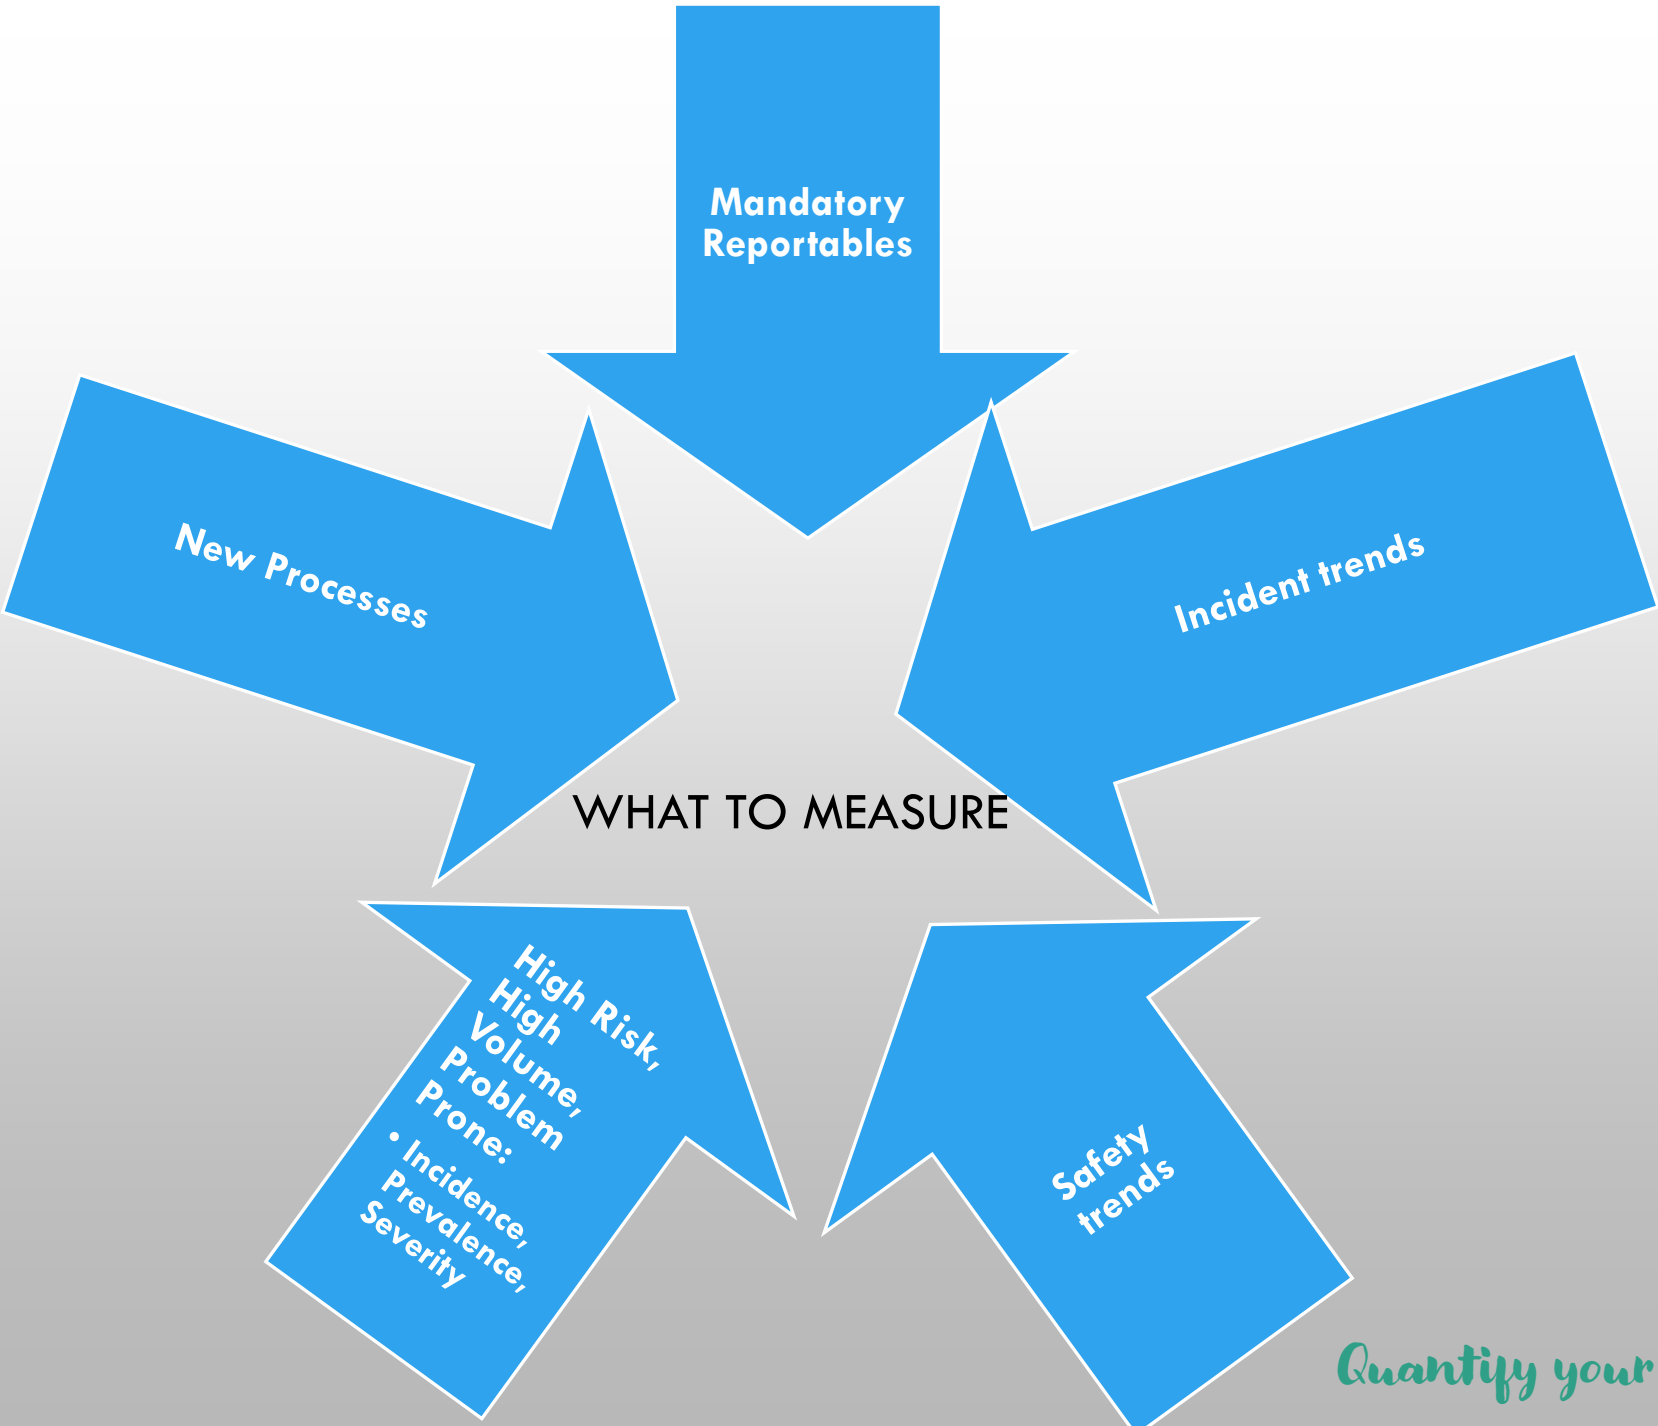 Mandatory
Reportables
New Processes
Incident trends
WHAT TO MEASURE
High Risk,
High
Volume,
Problem
Prone:
• Incidence,
Prevalence,
Severity
Safety
trends
Quantify your